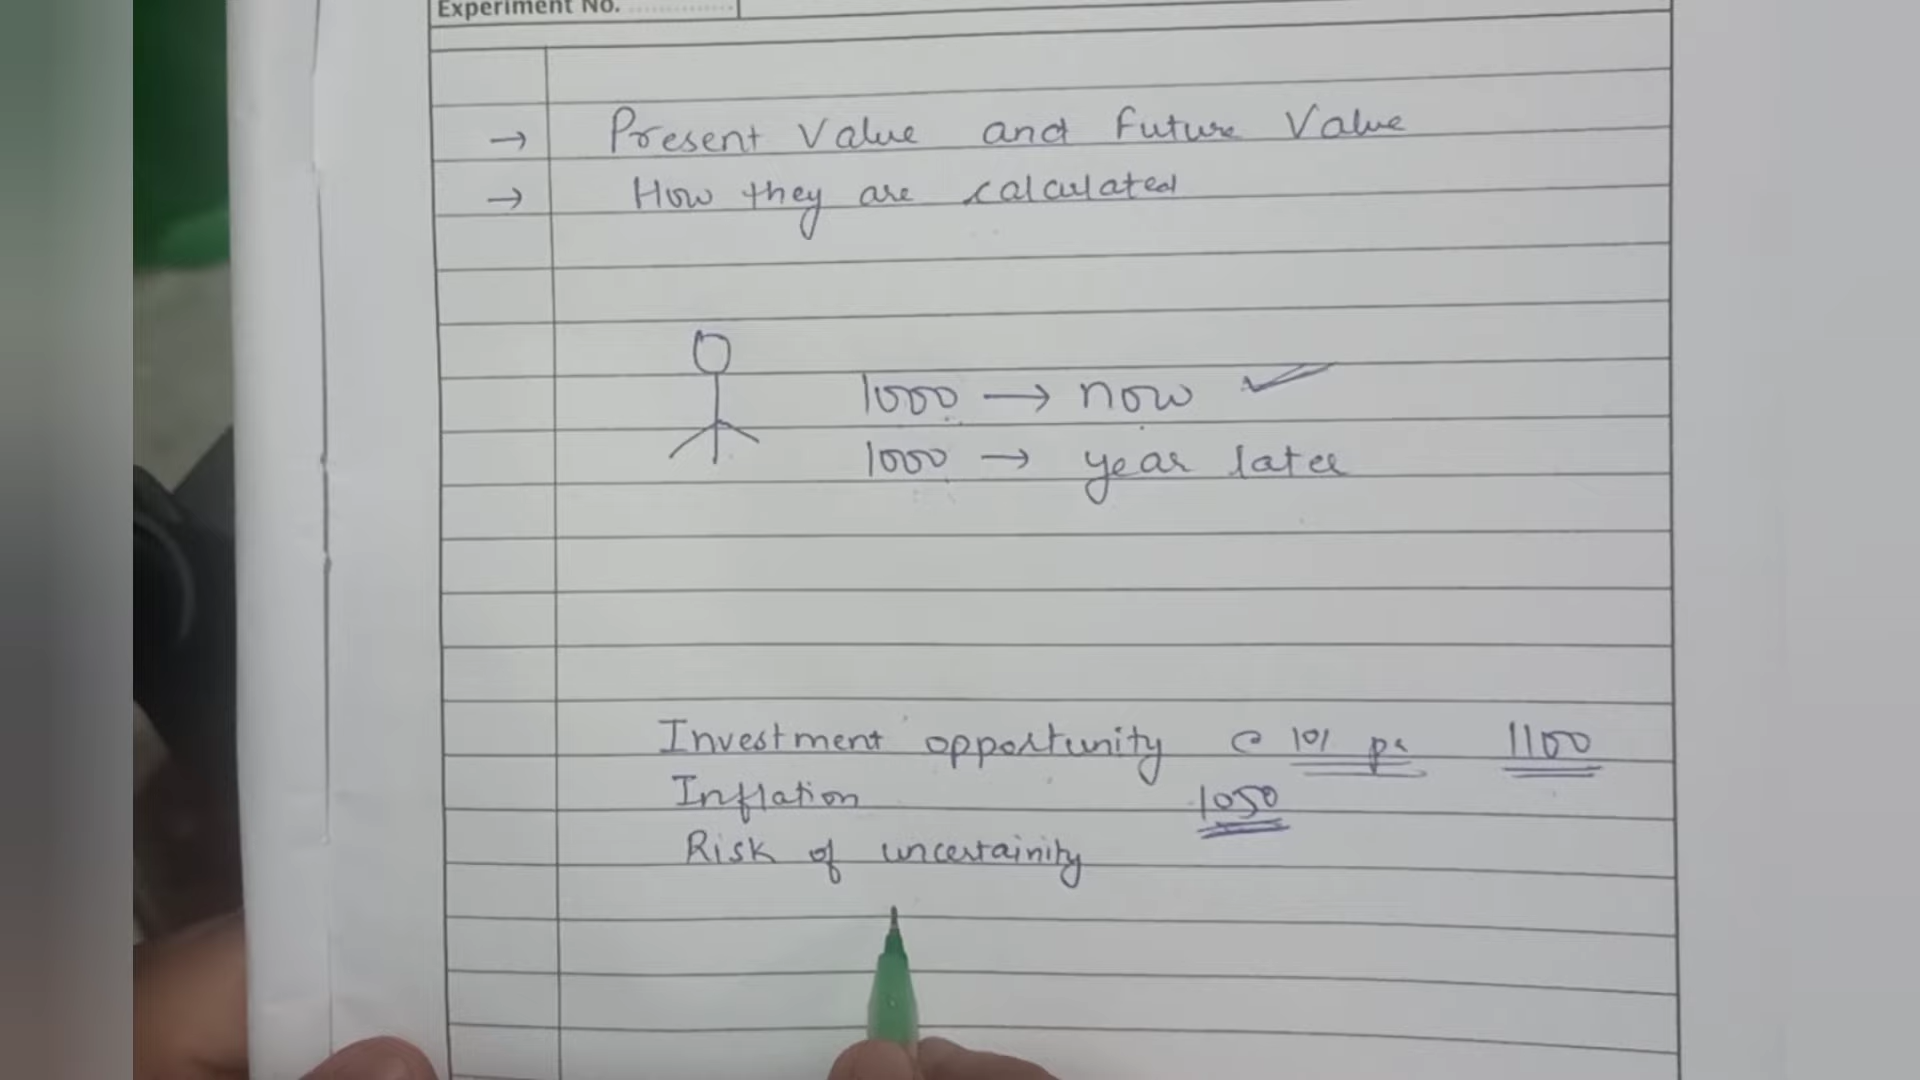 Experiment No. ..............
→ Present Value and Future Value
→ How they are calculated
1000 → now ✓
1000 → year later
Investment opportunity @ 10% pa 1100
Inflation 1050
Risk of uncertainity